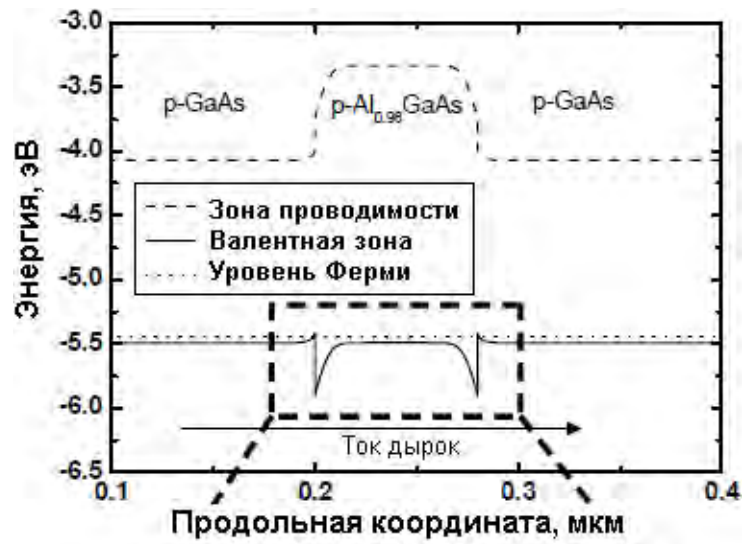 -3.0
-3.5
-4.0
-4.5
-5.0
-5.5
-6.0
-6.5
Энергия, эВ
p-GaAs
p-Al0.98GaAs
p-GaAs
Зона проводимости
Валентная зона
Уровень Ферми
Ток дырок
0.1
0.2
0.3
0.4
Продольная координата, мкм